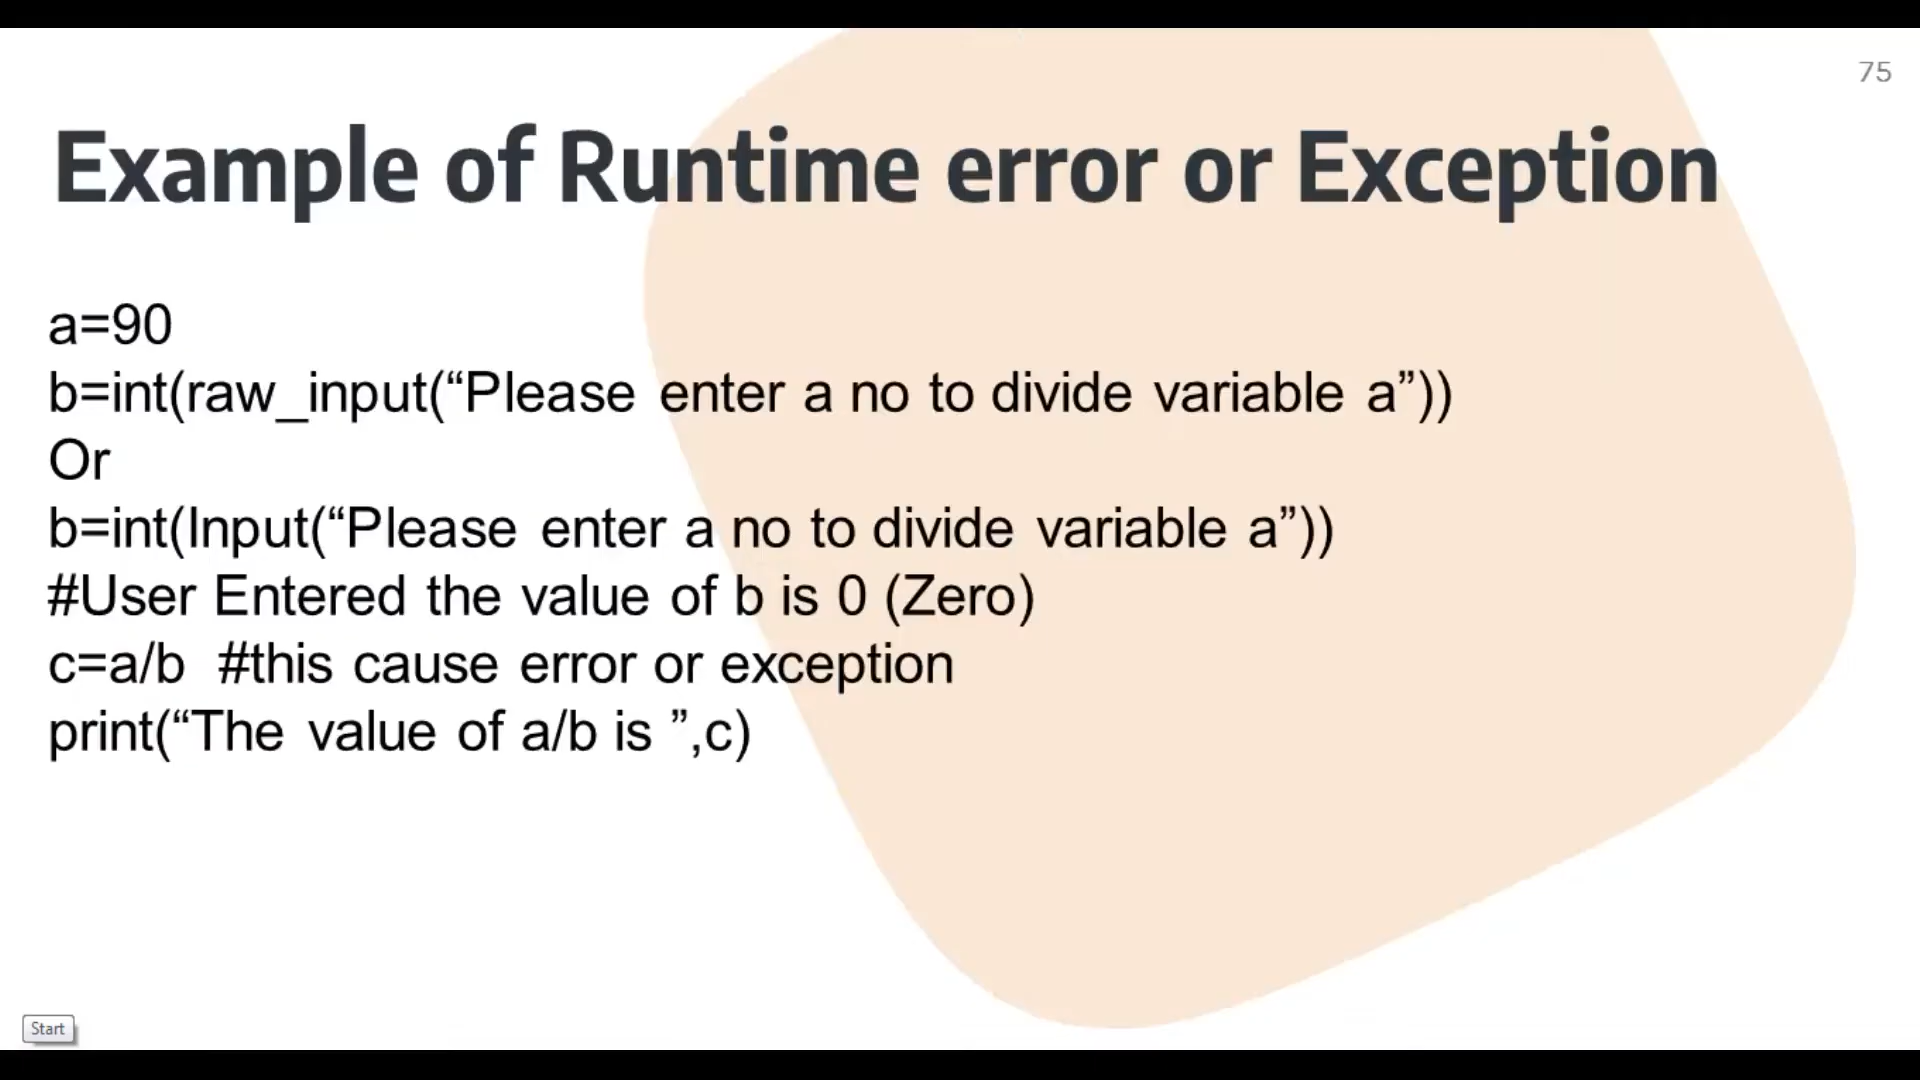 75
Example of Runtime error or Exception
a=90
b=int(raw_input(“Please enter a no to divide variable a”))
Or
b=int(Input(“Please enter a no to divide variable a”))
#User Entered the value of b is 0 (Zero)
c=a/b  #this cause error or exception
print(“The value of a/b is ”,c)
Start